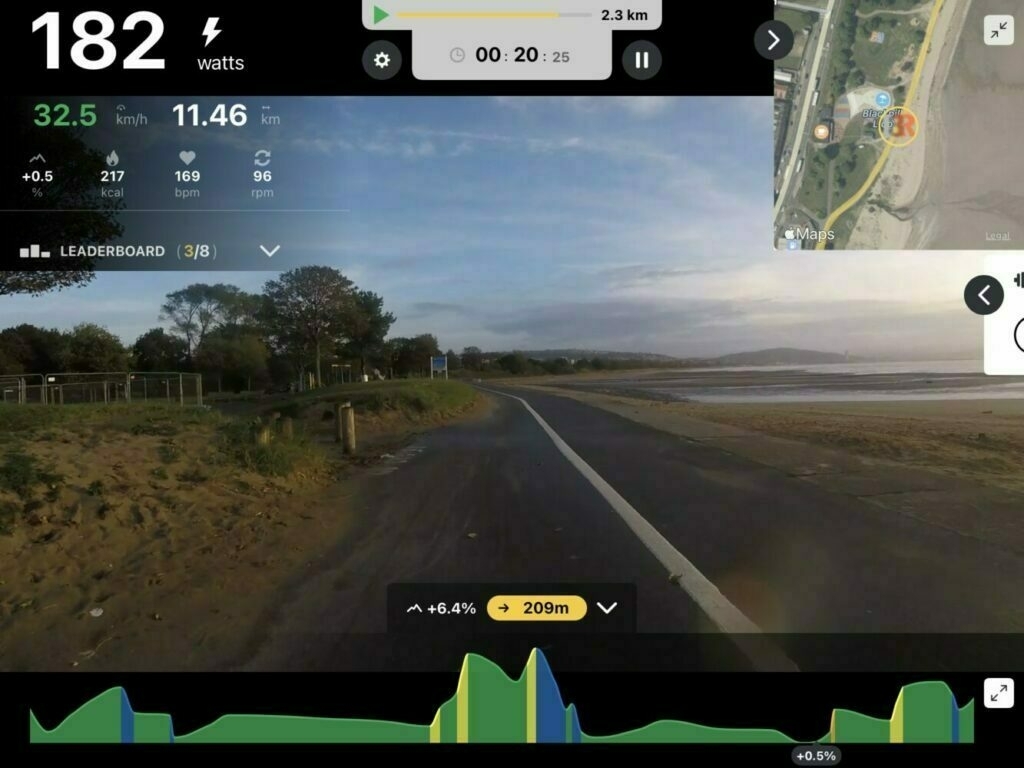 182 watts
2.3 km
00: 20 : 25
32.5 km/h 11.46 km
+0.5 217 169 96
% kcal bpm rpm
LEADERBOARD (3/8)
Maps
Legal
+6.4% → 209m
+0.5%